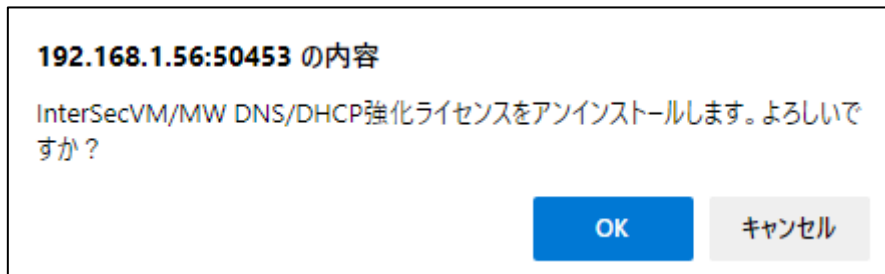 192.168.1.56:50453 の内容
InterSecVM/MW DNS/DHCP強化ライセンスをアンインストールします。よろしいで
すか？
OK
キャンセル